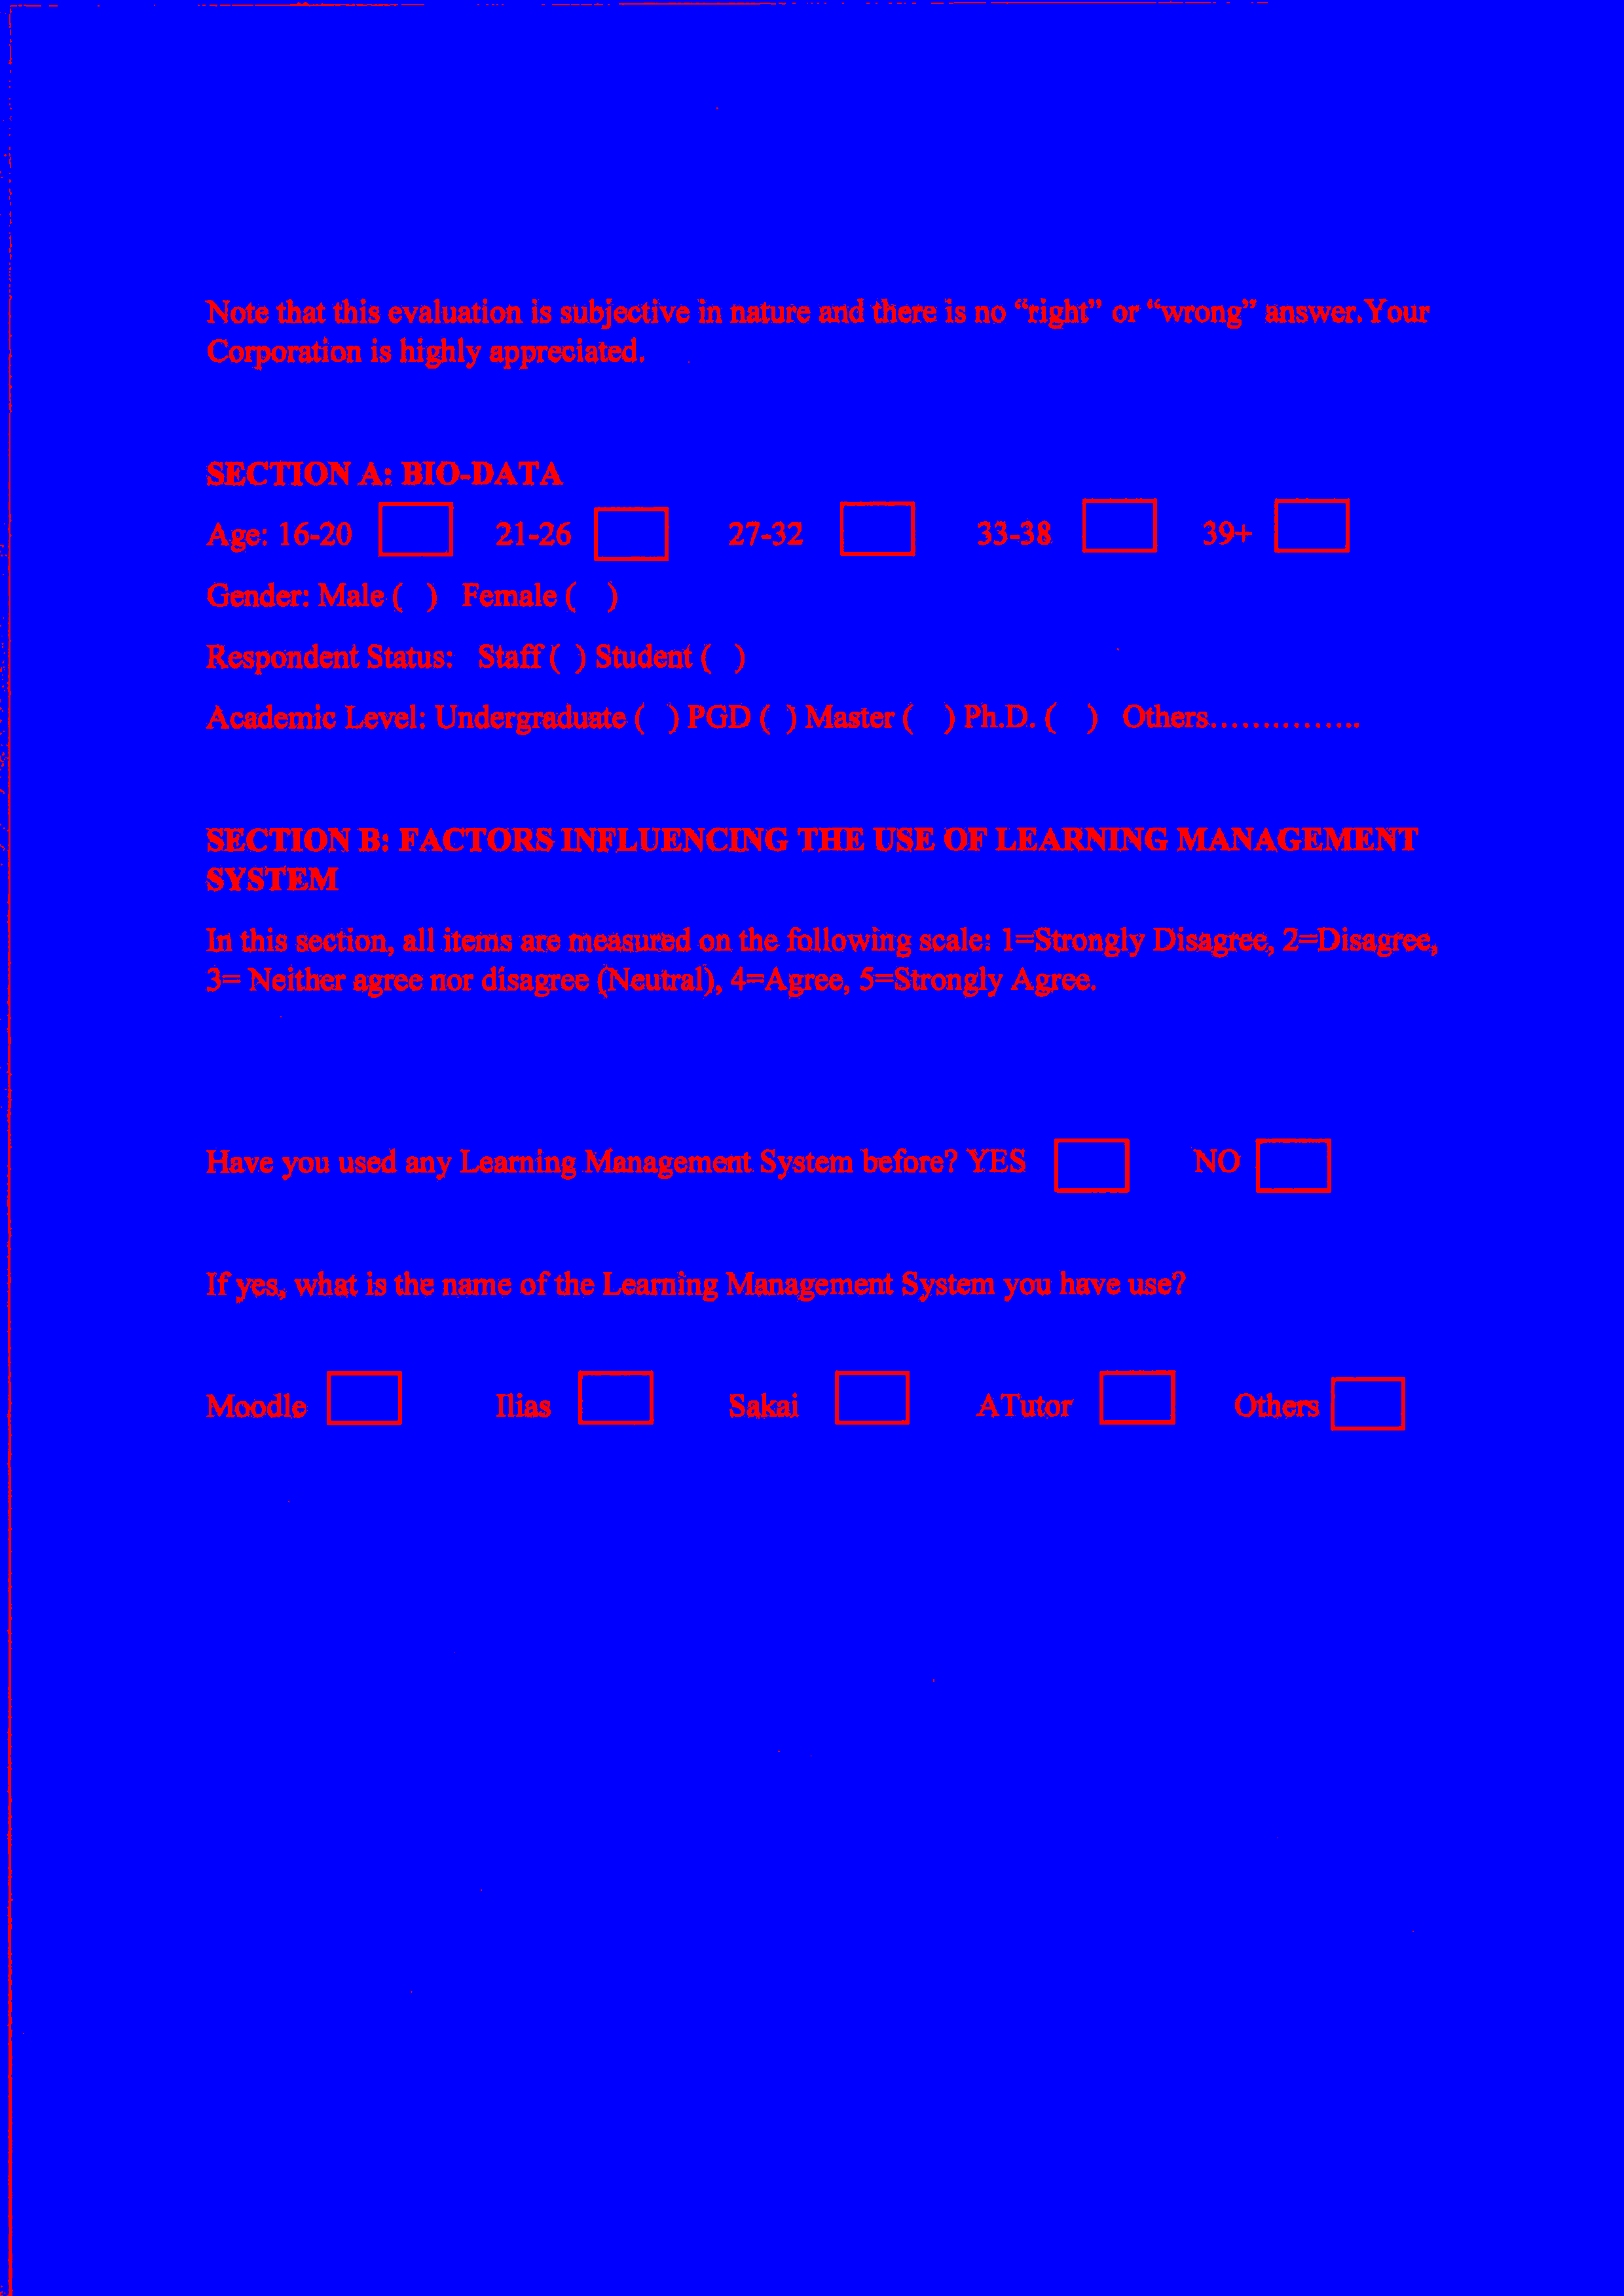 Note that this evaluation is subjective in nature and there is no “right” or “wrong” answer.Your
Corporation is highly appreciated.
SECTION A: BIO-DATA
Age: 16-20 21-26 27-32 33-38 39+
Gender: Male ( ) Female ( )
Respondent Status: Staff ( ) Student ( )
Academic Level: Undergraduate ( ) PGD ( ) Master ( ) Ph.D. ( ) Others……………..
SECTION B: FACTORS INFLUENCING THE USE OF LEARNING MANAGEMENT
SYSTEM
In this section, all items are measured on the following scale: 1=Strongly Disagree, 2=Disagree,
3= Neither agree nor disagree (Neutral), 4=Agree, 5=Strongly Agree.
Have you used any Learning Management System before? YES NO
If yes, what is the name of the Learning Management System you have use?
Moodle Ilias Sakai ATutor Others